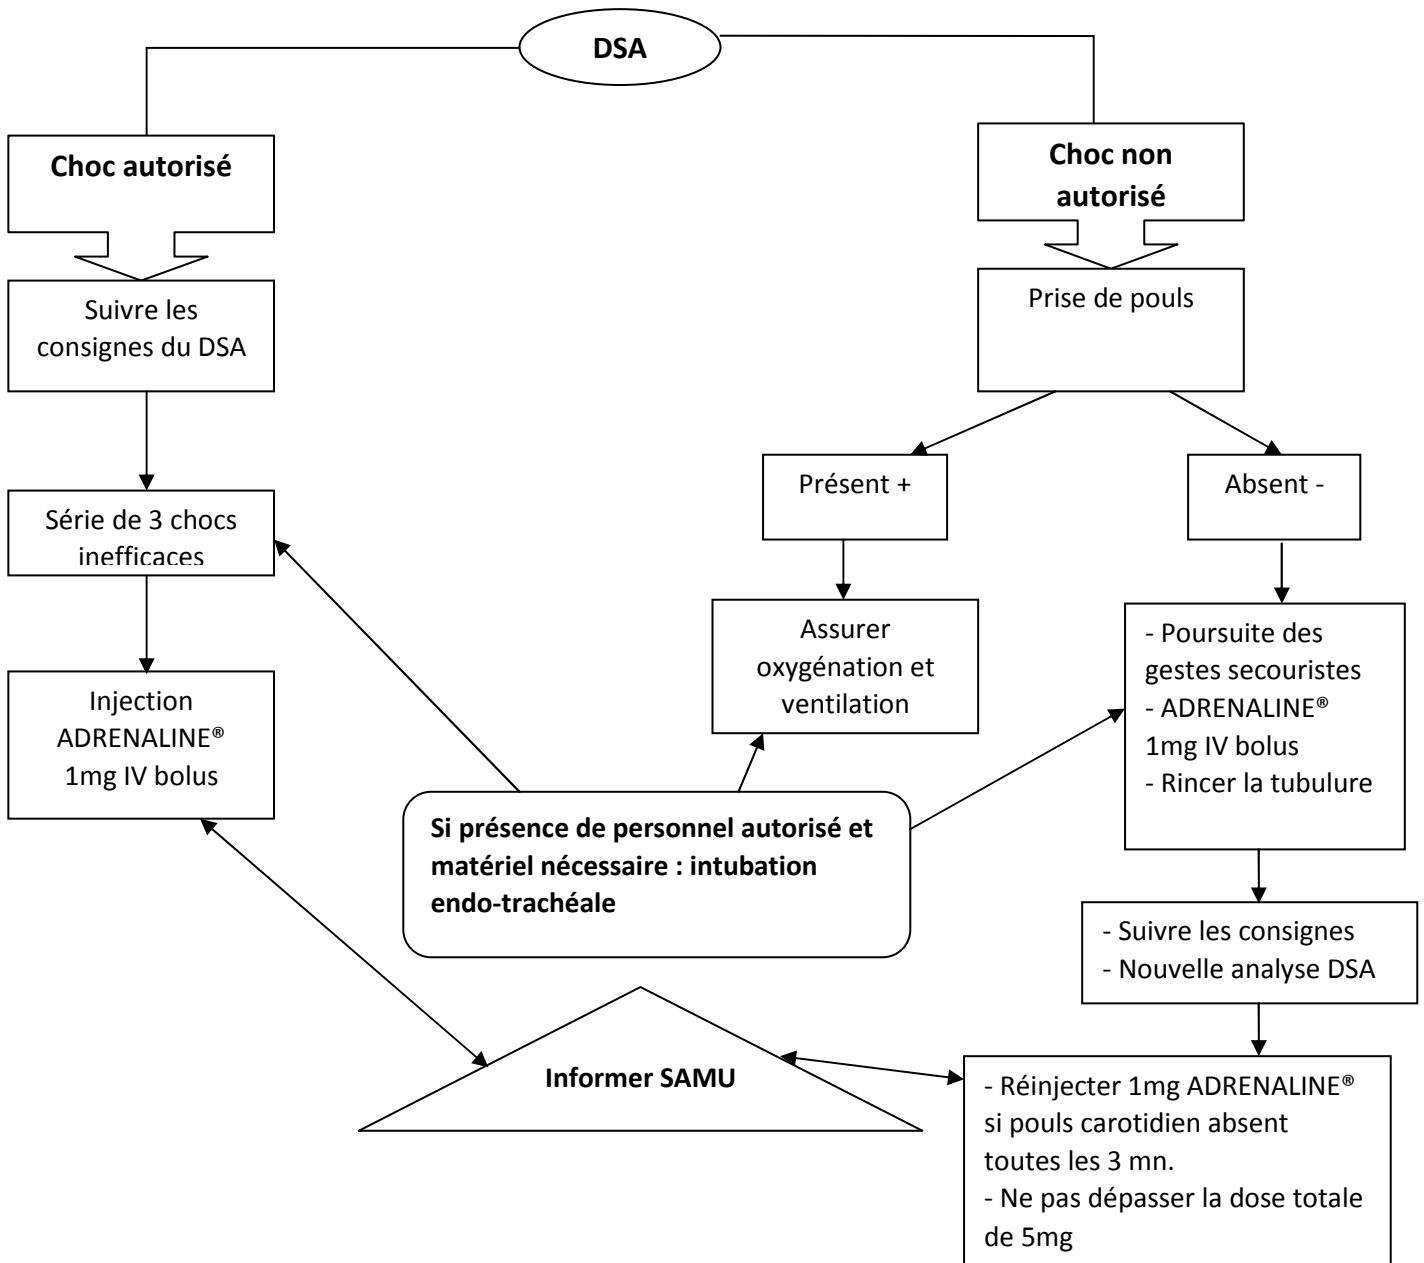 DSA
Choc autorisé
Choc non
autorisé
Suivre les
consignes du DSA
Prise de pouls
Série de 3 chocs
inefficaces
Présent +
Absent -
Injection
ADRENALINE®
1mg IV bolus
Assurer
oxygénation et
ventilation
- Poursuite des
gestes secouristes
- ADRENALINE®
1mg IV bolus
- Rincer la tubulure
Si présence de personnel autorisé et
matériel nécessaire : intubation
endo-trachéale
- Suivre les consignes
- Nouvelle analyse DSA
Informer SAMU
- Réinjecter 1mg ADRENALINE®
si pouls carotidien absent
toutes les 3 mn.
- Ne pas dépasser la dose totale
de 5mg